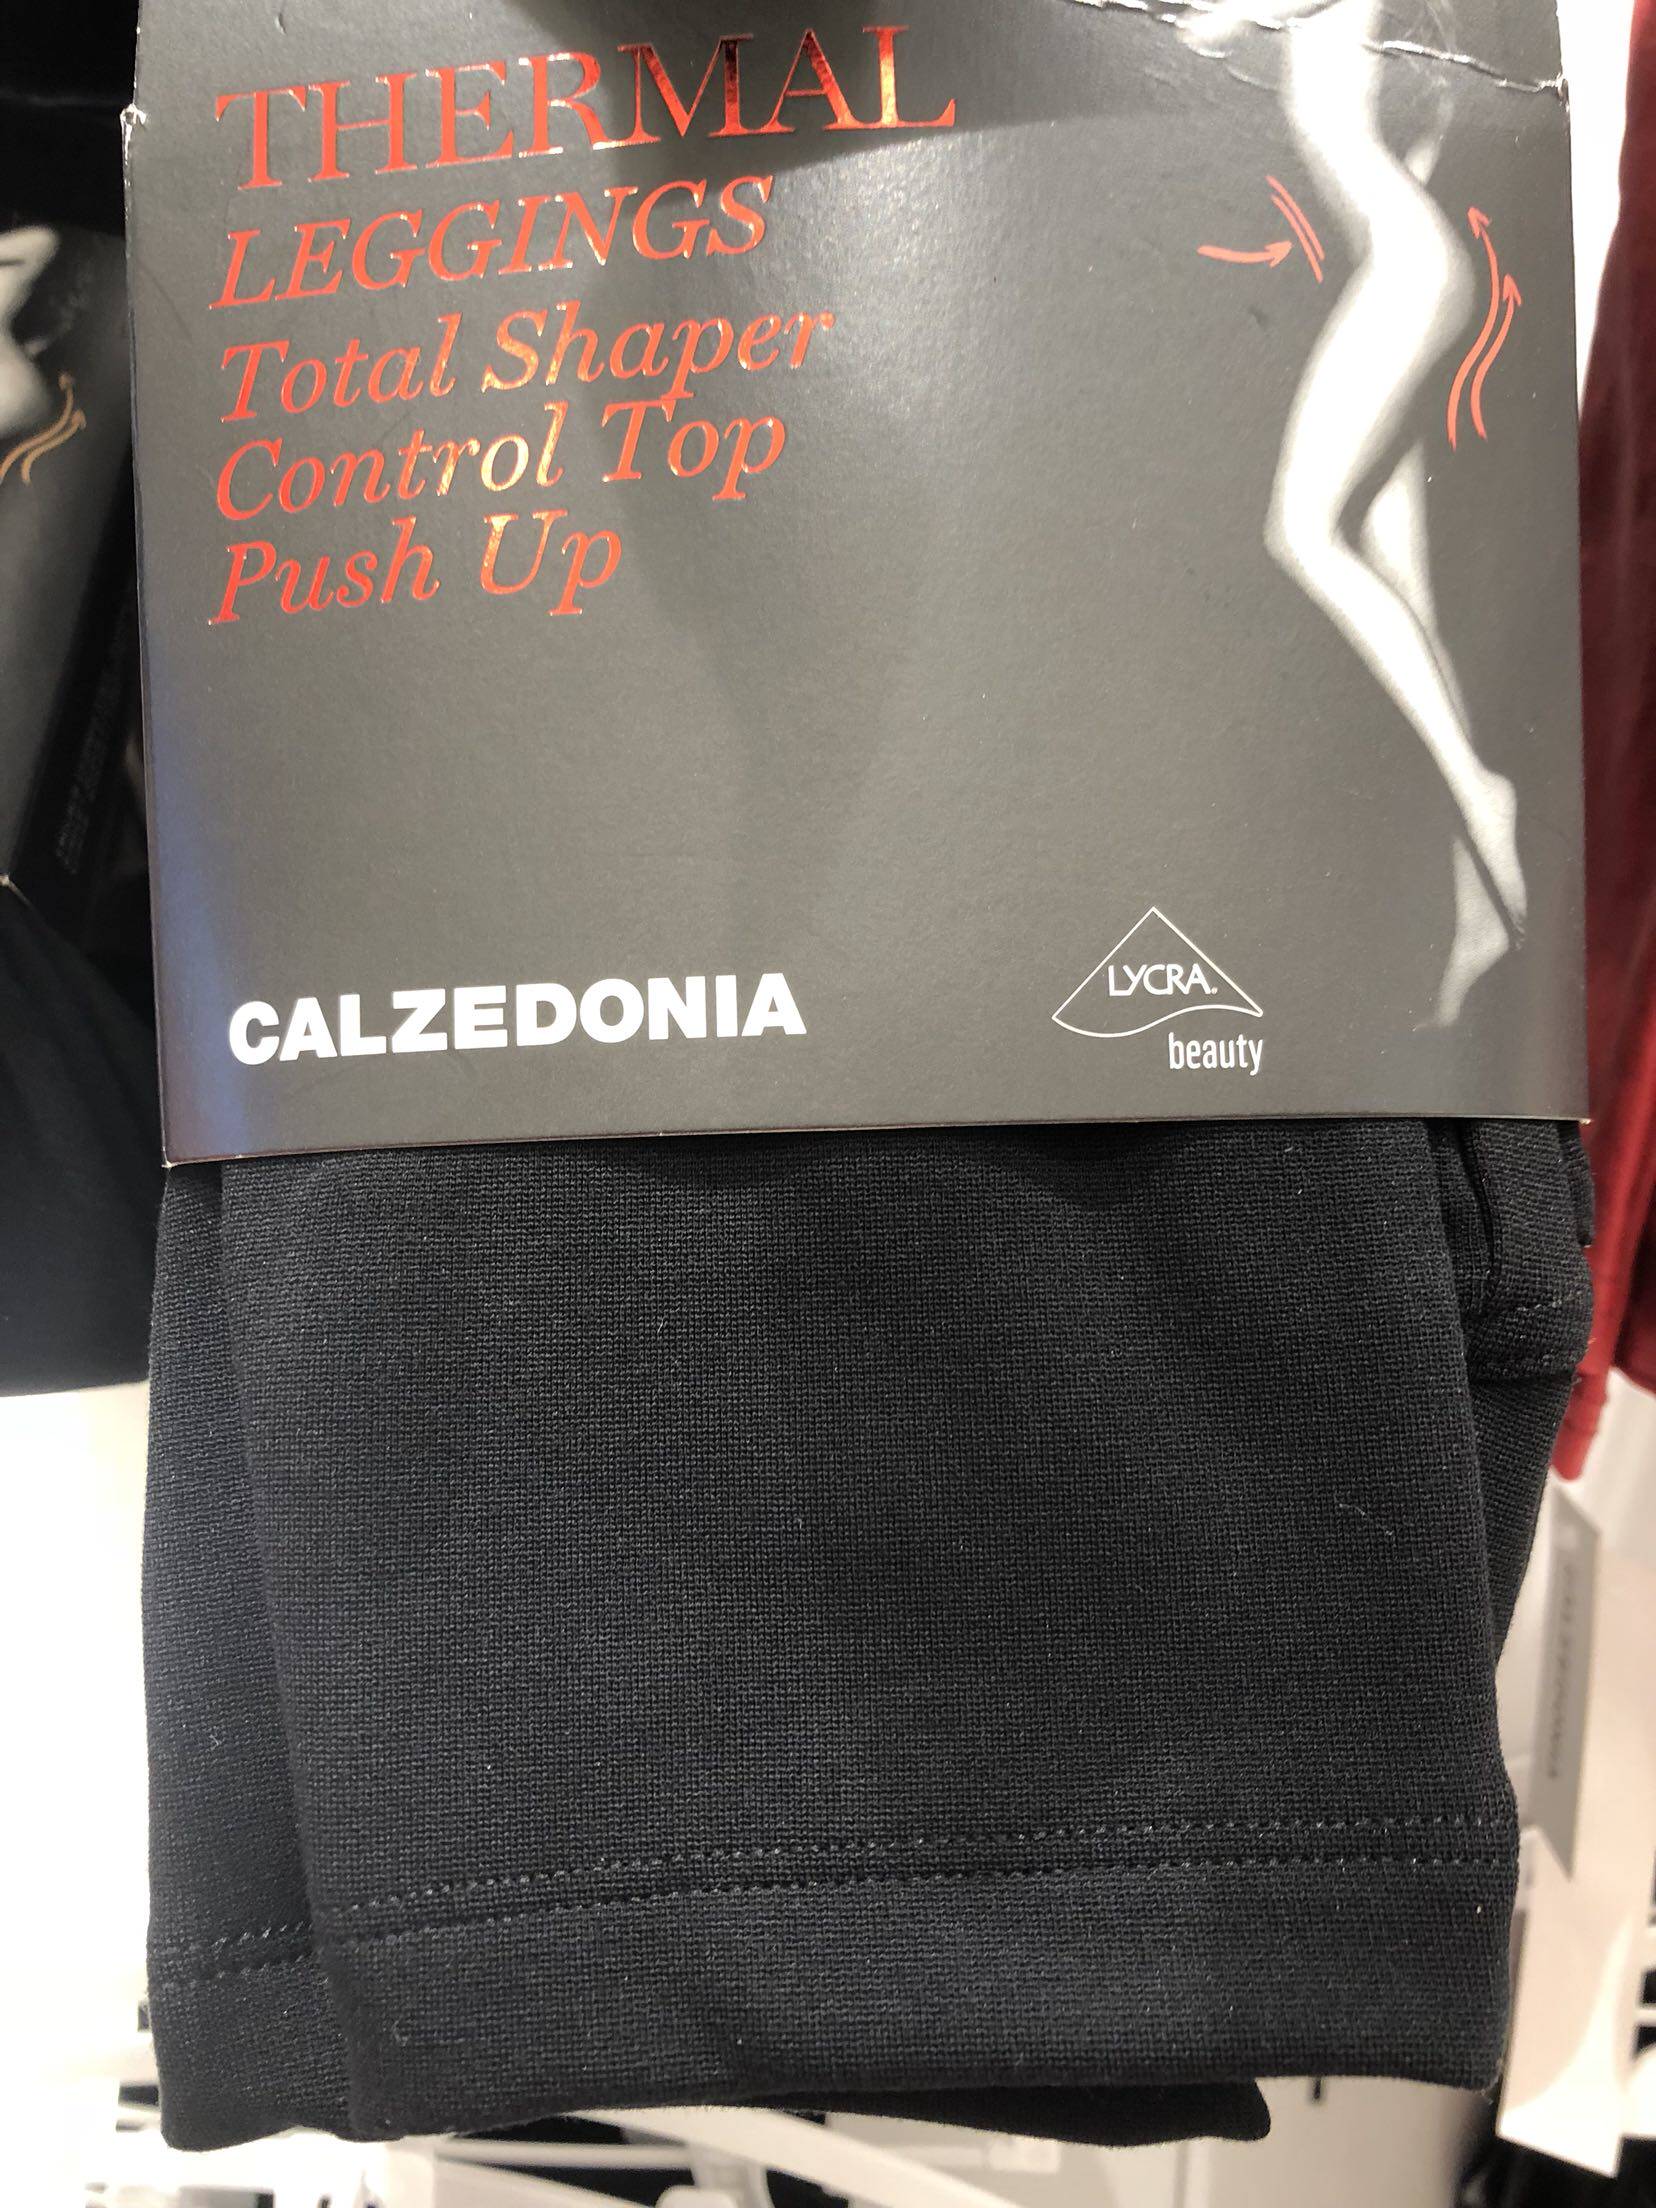 THERMAL
LEGGINGS
Total Shaper
Control Top
Push Up
CALZEDONIA
LYCRA.
beauty